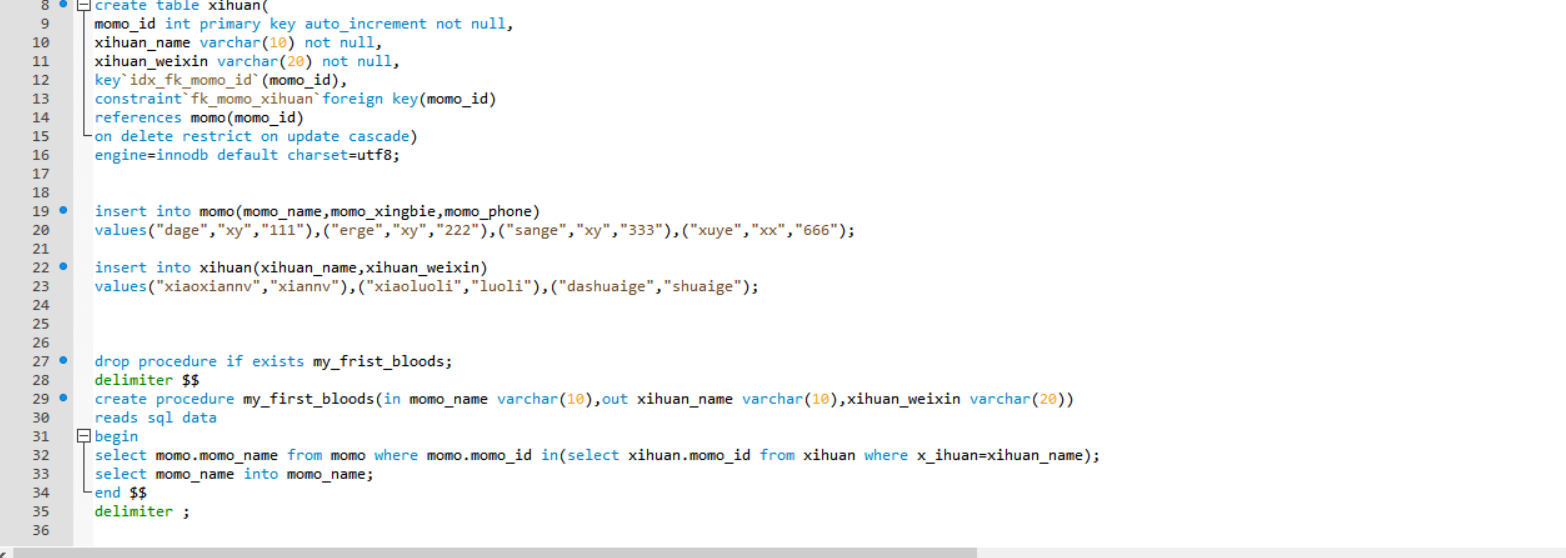 8 create table xihuan(
9 momo_id int primary key auto_increment not null,
10 xihuan_name varchar(10) not null,
11 xihuan_weixin varchar(20) not null,
12 key`idx_fk_momo_id`(momo_id),
13 constraint`fk_momo_xihuan`foreign key(momo_id)
14 references momo(momo_id)
15 on delete restrict on update cascade)
16 engine=innodb default charset=utf8;
17
18
19 insert into momo(momo_name,momo_xingbie,momo_phone)
20 values("dage","xy","111"),("erge","xy","222"),("sange","xy","333"),("xuye","xx","666");
21
22 insert into xihuan(xihuan_name,xihuan_weixin)
23 values("xiaoxiannv","xiannv"),("xiaoluoli","luoli"),("dashuaige","shuaige");
24
25
26
27 drop procedure if exists my_frist_bloods;
28 delimiter $$
29 create procedure my_first_bloods(in momo_name varchar(10),out xihuan_name varchar(10),xihuan_weixin varchar(20))
30 reads sql data
31 begin
32 select momo.momo_name from momo where momo.momo_id in(select xihuan.momo_id from xihuan where x_ihuan=xihuan_name);
33 select momo_name into momo_name;
34 end $$
35 delimiter ;
36